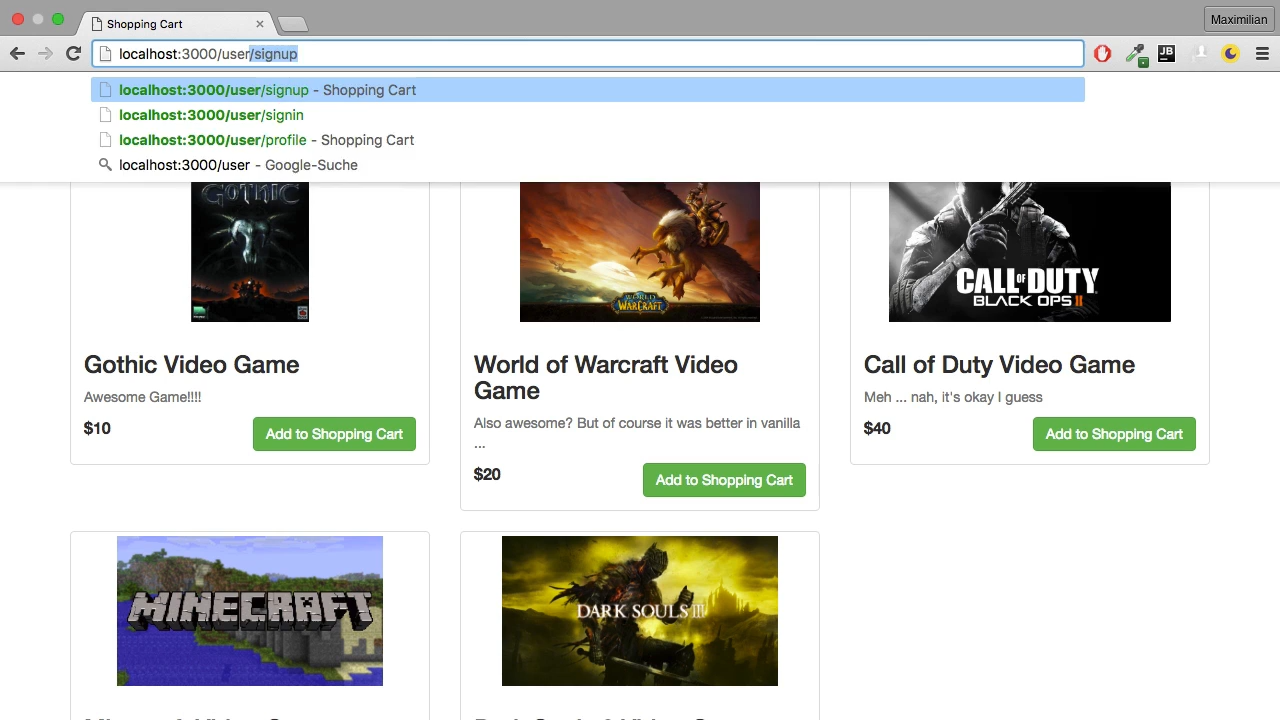 Shopping Cart
Maximilian
localhost:3000/user/signup
JB
localhost:3000/user/signup - Shopping Cart
localhost:3000/user/signin
localhost:3000/user/profile - Shopping Cart
localhost:3000/user - Google-Suche
GOTHIC
WORLD
WARCRAFT
CALL OF DUTY
BLACK OPS II
Gothic Video Game
Awesome Game!!!!
$10
Add to Shopping Cart
World of Warcraft Video
Game
Also awesome? But of course it was better in vanilla
...
$20
Add to Shopping Cart
Call of Duty Video Game
Meh ... nah, it's okay I guess
$40
Add to Shopping Cart
MINECRAFT
DARK SOULS III